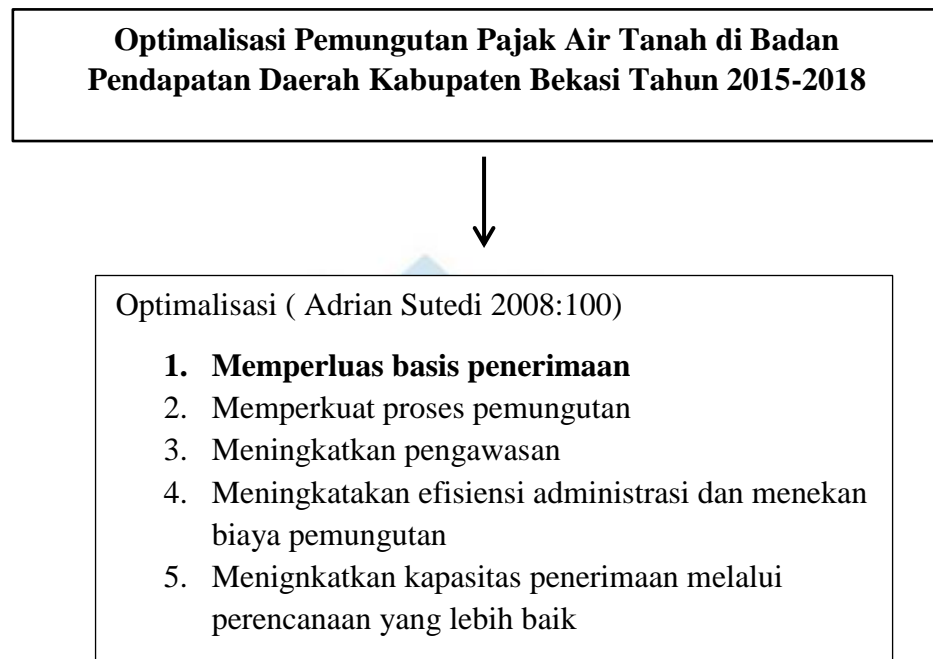 Optimalisasi Pemungutan Pajak Air Tanah di Badan
Pendapatan Daerah Kabupaten Bekasi Tahun 2015-2018
Optimalisasi ( Adrian Sutedi 2008:100)
1. Memperluas basis penerimaan
2. Memperkuat proses pemungutan
3. Meningkatkan pengawasan
4. Meningkatakan efisiensi administrasi dan menekan
biaya pemungutan
5. Menignkatkan kapasitas penerimaan melalui
perencanaan yang lebih baik